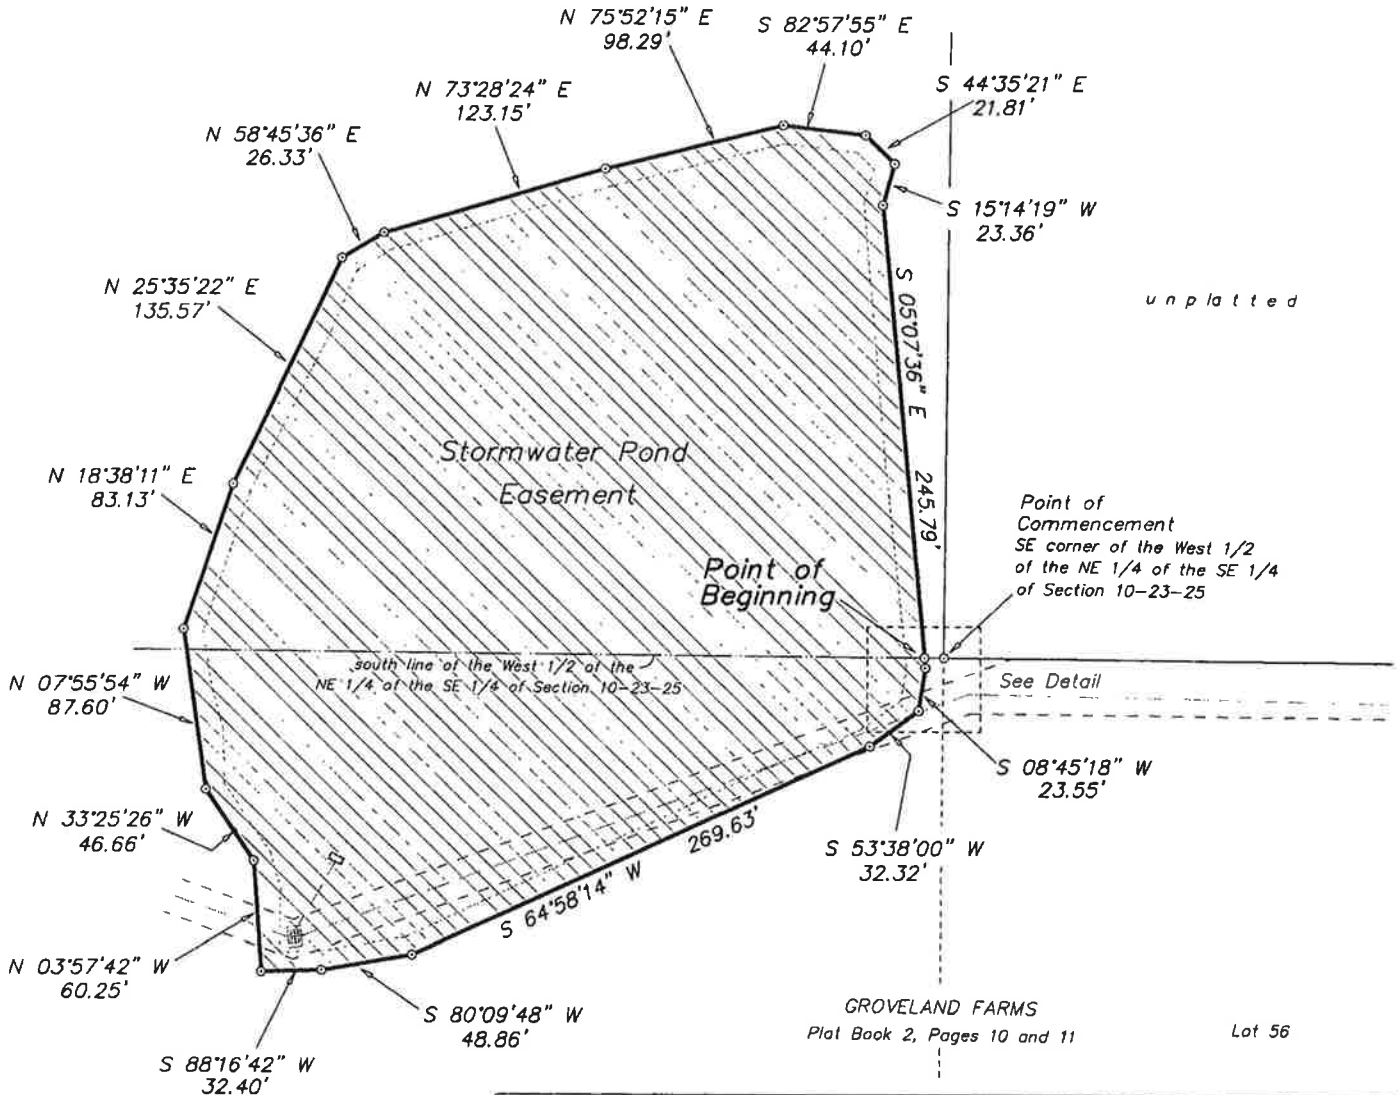 N 75°52'15" E
98.29'
S 82°57'55" E
44.10'
N 73°28'24" E
123.15'
S 44°35'21" E
21.81'
N 58°45'36" E
26.33'
S 15°14'19" W
23.36'
N 25°35'22" E
135.57'
unplatted
S 05°07'36" E 245.79'
Stormwater Pond
Easement
N 18°38'11" E
83.13'
Point of
Commencement
SE corner of the West 1/2
of the NE 1/4 of the SE 1/4
of Section 10-23-25
Point of
Beginning
south line of the West 1/2 of the
NE 1/4 of the SE 1/4 of Section 10-23-25
See Detail
N 07°55'54" W
87.60'
S 08°45'18" W
23.55'
N 33°25'26" W
46.66'
S 64°58'14" W 269.63'
S 53°38'00" W
32.32'
N 03°57'42" W
60.25'
S 80°09'48" W
48.86'
GROVELAND FARMS
Plat Book 2, Pages 10 and 11
Lot 56
S 88°16'42" W
32.40'